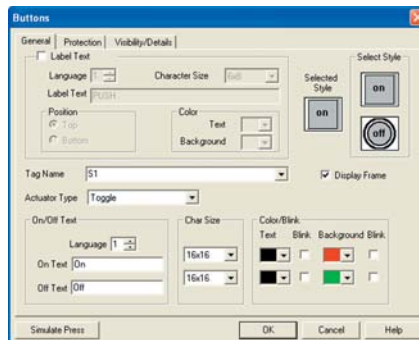 Buttons
General Protection Visibility/Details
Label Text
Language 1 Character Size 6x8
Label Text PUSH
Position
Top
Bottom
Color
Text
Background
Selected Style
on
Select Style
on
off
Tag Name S1
Display Frame
Actuator Type Toggle
On/Off Text
Language 1
On Text On
Off Text Off
Char Size
16x16
16x16
Color/Blink
Text Blink Background Blink
Simulate Press OK Cancel Help